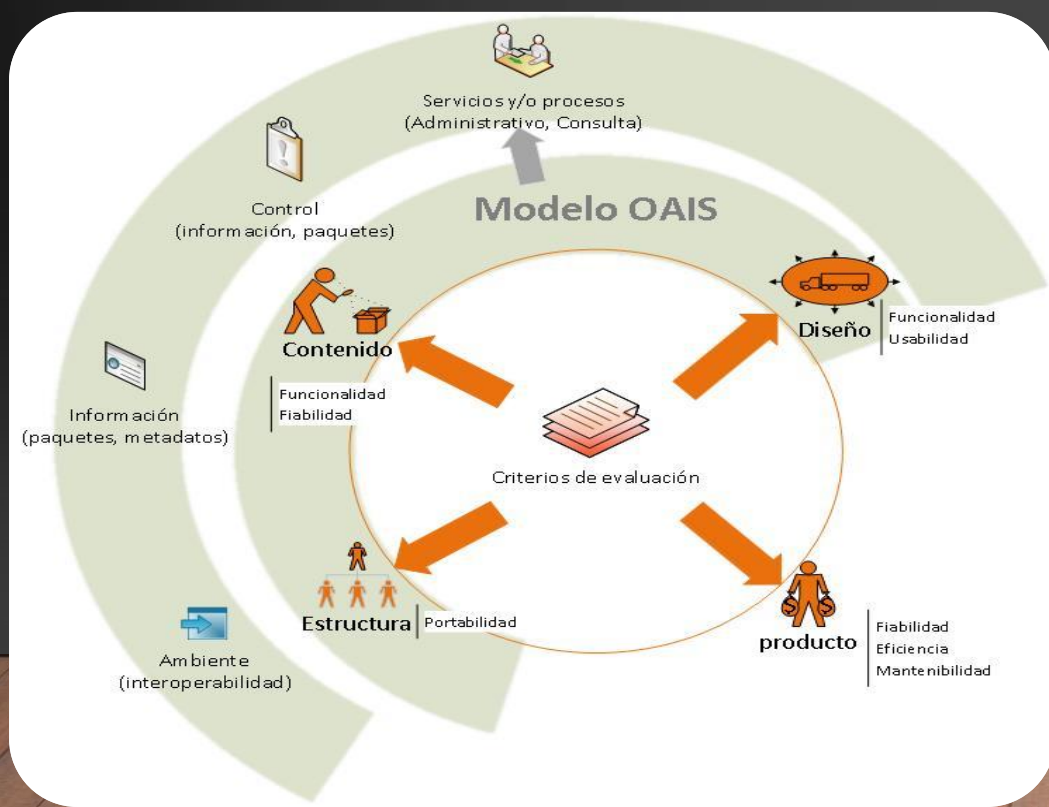 Servicios y/o procesos
(Administrativo, Consulta)
Control
(información, paquetes)
Modelo OAIS
Contenido
Funcionalidad
Fiabilidad
Diseño
Funcionalidad
Usabilidad
Información
(paquetes, metadatos)
Criterios de evaluación
Estructura
Portabilidad
producto
Fiabilidad
Eficiencia
Mantenibilidad
Ambiente
(interoperabilidad)